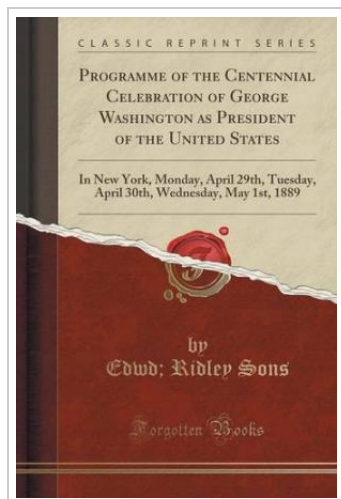 CLASSIC REPRINT SERIES
PROGRAMME OF THE CENTENNIAL
CELEBRATION OF GEORGE
WASHINGTON AS PRESIDENT
OF THE UNITED STATES
In New York, Monday, April 29th, Tuesday,
April 30th, Wednesday, May 1st, 1889
by
Edwd; Ridley Sons
Forgotten Books